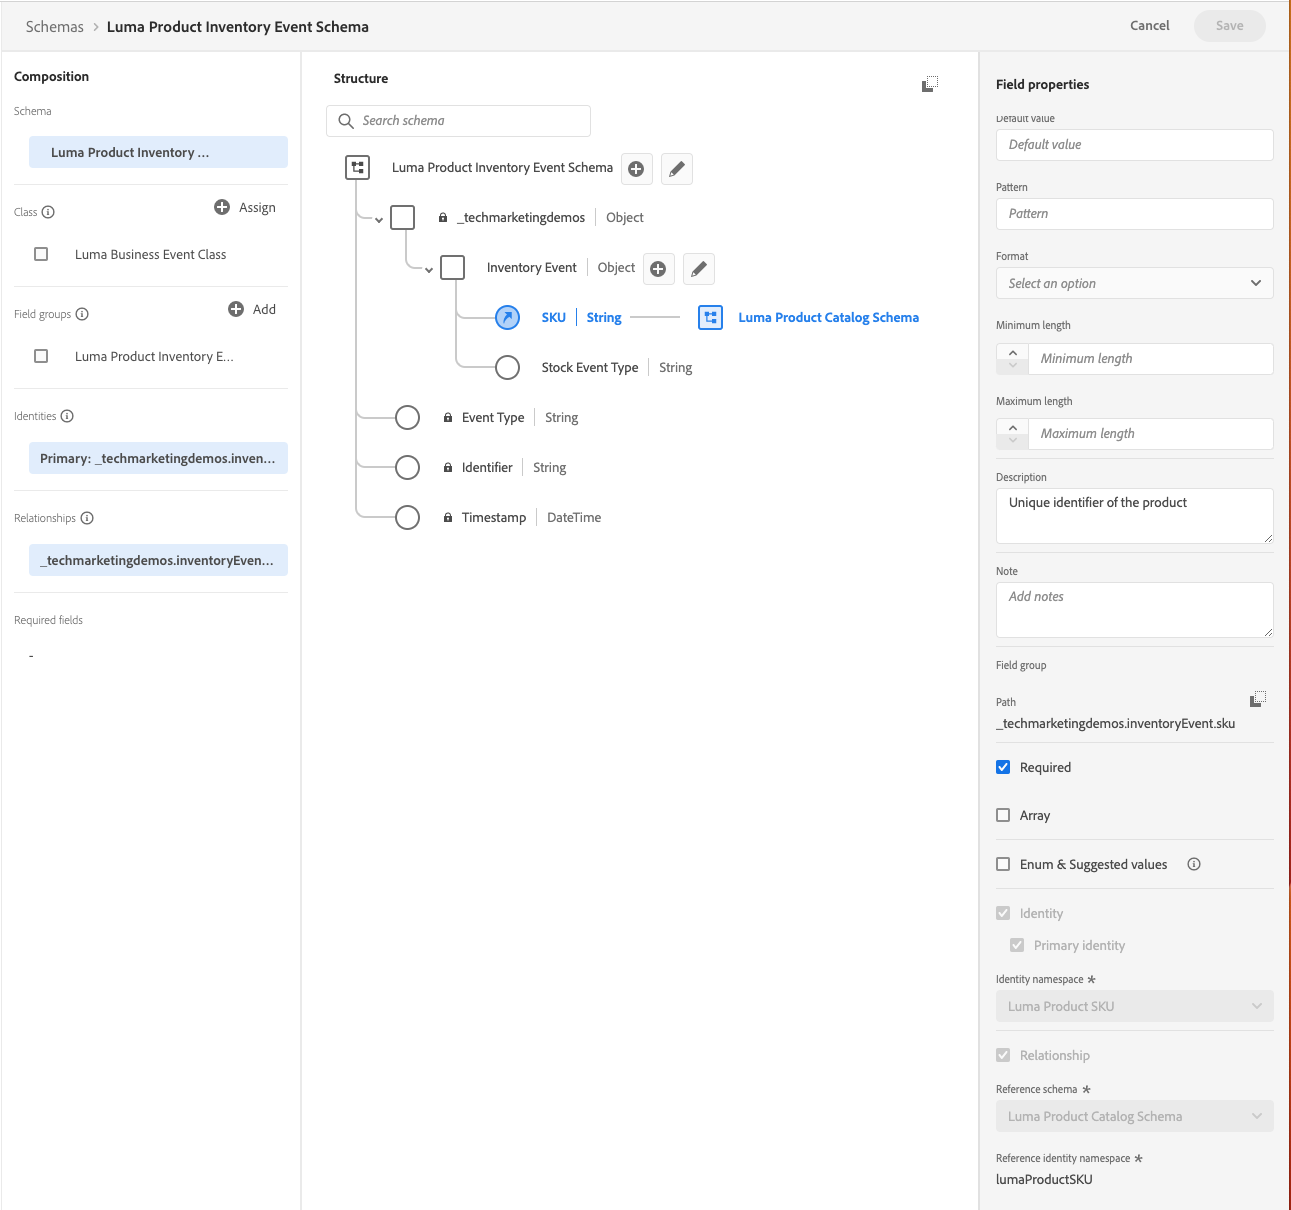 Schemas > Luma Product Inventory Event Schema
Cancel
Save
Composition
Schema
Luma Product Inventory ...
Class
Assign
Luma Business Event Class
Field groups
Add
Luma Product Inventory E...
Identities
Primary: _techmarketingdemos.inven...
Relationships
_techmarketingdemos.inventoryEven...
Required fields
-
Structure
Search schema
Luma Product Inventory Event Schema
_techmarketingdemos | Object
Inventory Event | Object
SKU | String
Luma Product Catalog Schema
Stock Event Type | String
Event Type | String
Identifier | String
Timestamp | DateTime
Field properties
Default value
Default value
Pattern
Pattern
Format
Select an option
Minimum length
Minimum length
Maximum length
Maximum length
Description
Unique identifier of the product
Note
Add notes
Field group
Path
_techmarketingdemos.inventoryEvent.sku
Required
Array
Enum & Suggested values
Identity
Primary identity
Identity namespace *
Luma Product SKU
Relationship
Reference schema *
Luma Product Catalog Schema
Reference identity namespace *
lumaProductSKU